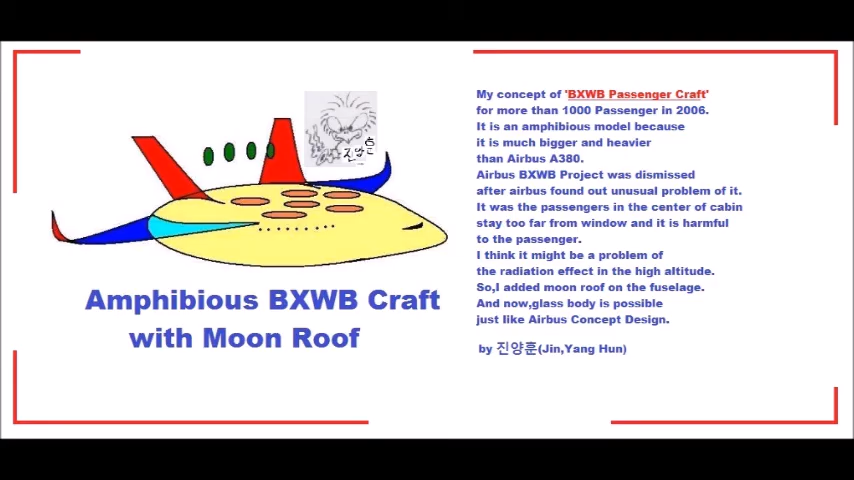 진양훈
Amphibious BXWB Craft
with Moon Roof
My concept of 'BXWB Passenger Craft'
for more than 1000 Passenger in 2006.
It is an amphibious model because
it is much bigger and heavier
than Airbus A380.
Airbus BXWB Project was dismissed
after airbus found out unusual problem of it.
It was the passengers in the center of cabin
stay too far from window and it is harmful
to the passenger.
I think it might be a problem of
the radiation effect in the high altitude.
So,I added moon roof on the fuselage.
And now,glass body is possible
just like Airbus Concept Design.
by 진양훈(Jin,Yang Hun)